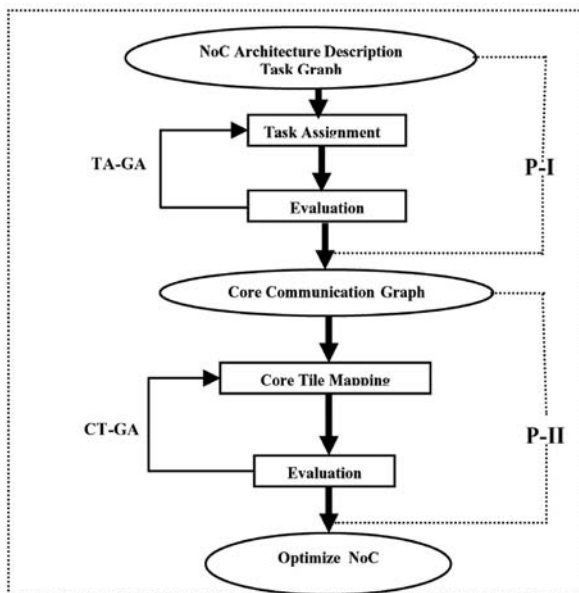 NoC Architecture Description
Task Graph
Task Assignment
TA-GA
P-I
Evaluation
Core Communication Graph
Core Tile Mapping
CT-GA
P-II
Evaluation
Optimize NoC